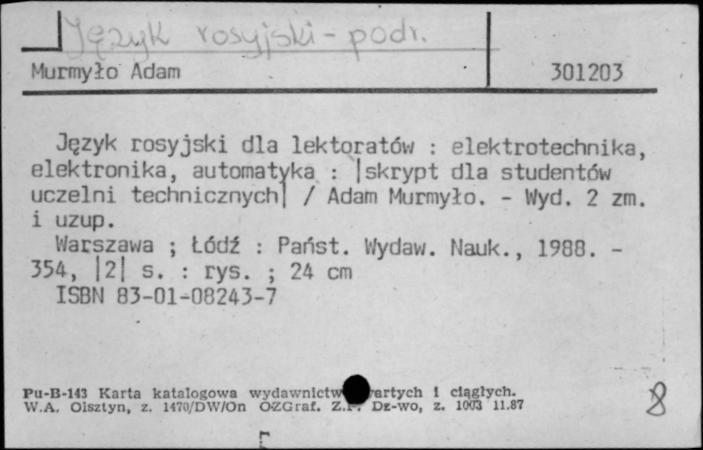 Język rosyjski - podr.
Murmyło Adam 301203
Język rosyjski dla lektoratów : elektrotechnika,
elektronika, automatyka : |skrypt dla studentów
uczelni technicznych| / Adam Murmyło. - Wyd. 2 zm.
i uzup.
Warszawa ; Łódź : Państ. Wydaw. Nauk., 1988. -
354, |2| s. : rys. ; 24 cm
ISBN 83-01-08243-7
Pu-B-143 Karta katalogowa wydawnictw artych i ciągłych.
W.A. Olsztyn, z. 1470/DW/On OZGraf. Z.P. Dz-wo, z. 1003 11.87
8